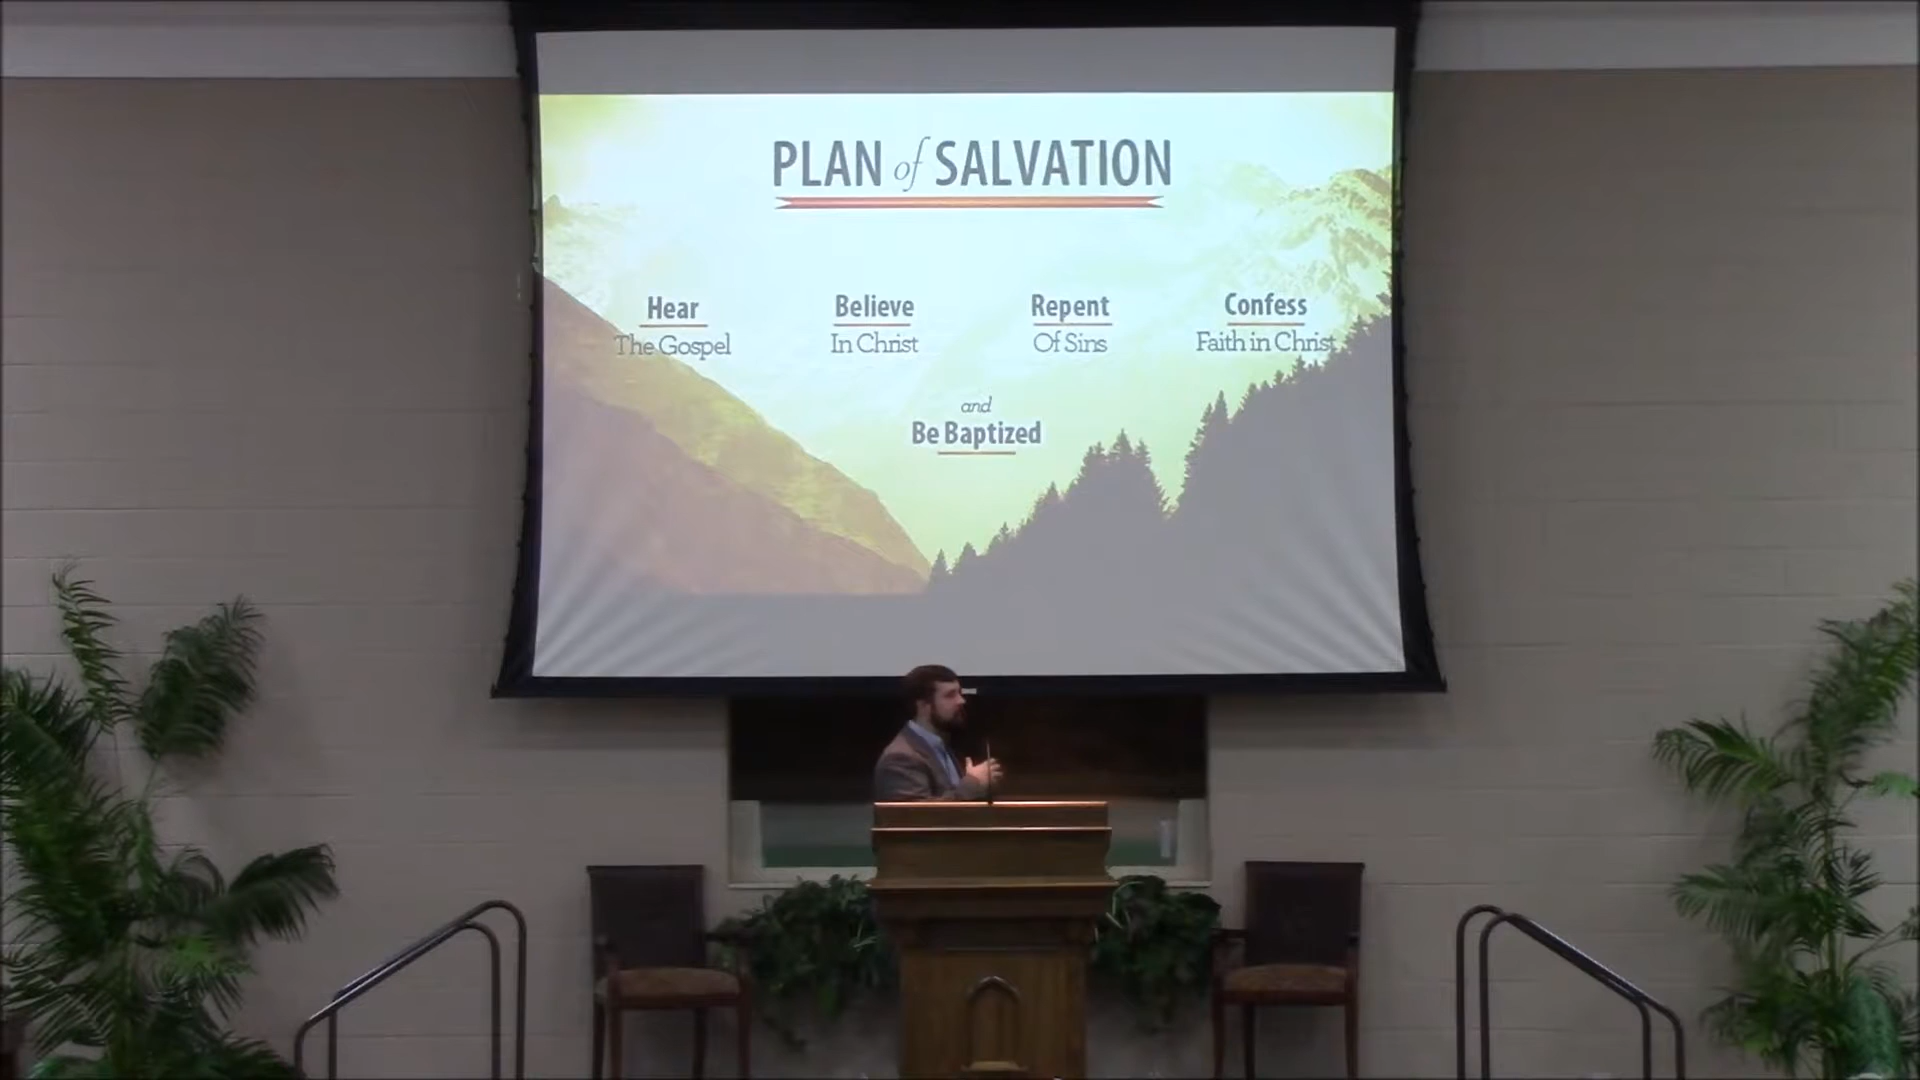 PLAN of SALVATION
Hear
The Gospel
Believe
In Christ
Repent
Of Sins
Confess
Faith in Christ
and
Be Baptized